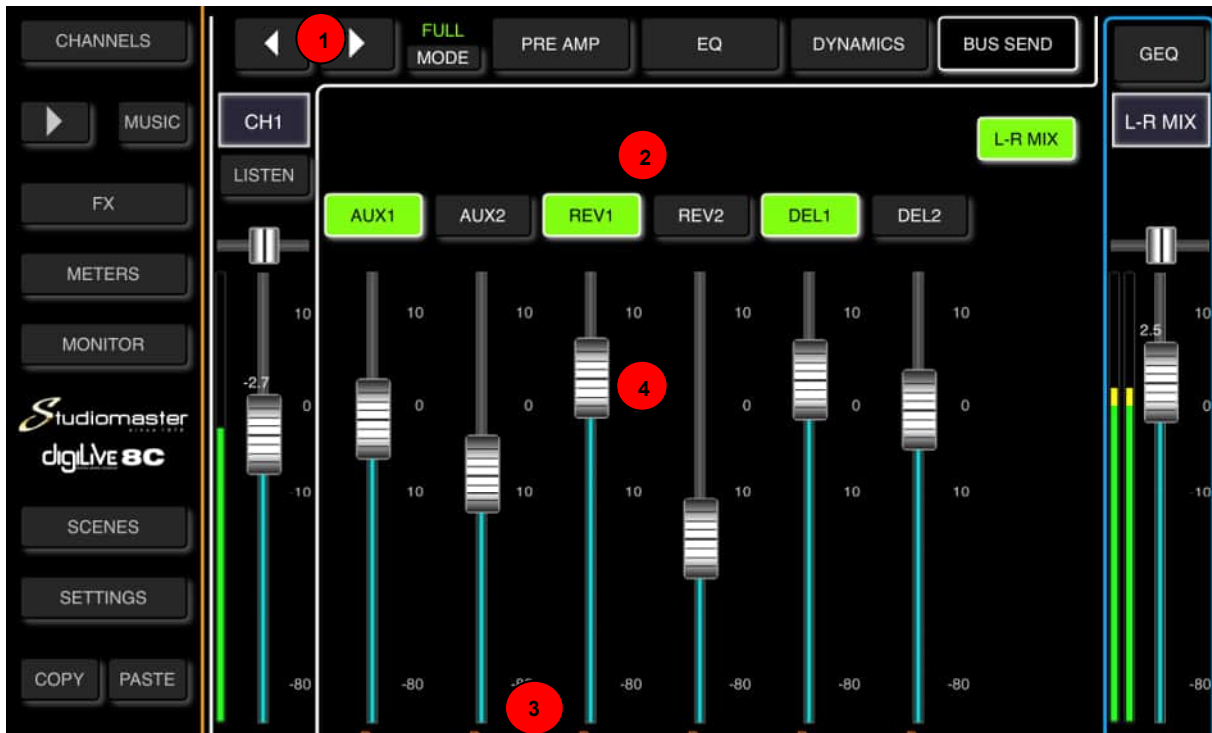 CHANNELS
MUSIC
FX
METERS
MONITOR
Studiomaster
since 1976
digiLiVE 8C
SCENES
SETTINGS
COPY PASTE
1
FULL
MODE
PRE AMP EQ DYNAMICS BUS SEND
CH1
LISTEN
-2.7
10
0
-10
-80
2
L-R MIX
AUX1 AUX2 REV1 REV2 DEL1 DEL2
10 10 10 10 10 10
4
0 0 0 0 0
10 10 10 10 10 10
-80 -80 -80 -80 -80 -80
3
GEQ
L-R MIX
2.5
10
0
-10
-80